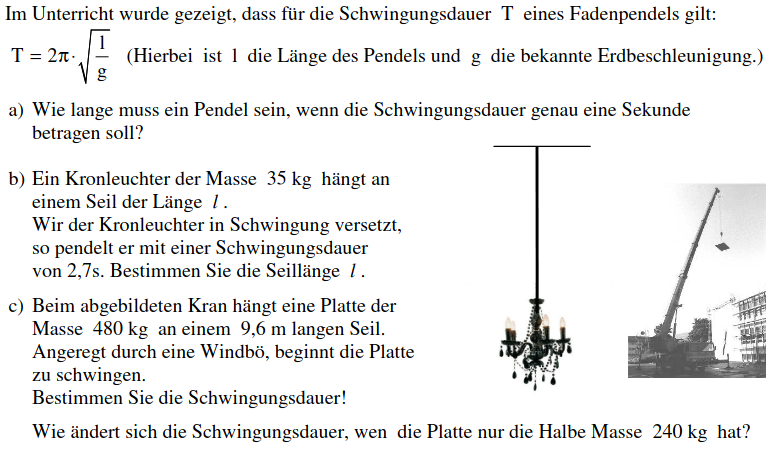 Im Unterricht wurde gezeigt, dass für die Schwingungsdauer T eines Fadenpendels gilt:
T = 2π·√(l/g) (Hierbei ist l die Länge des Pendels und g die bekannte Erdbeschleunigung.)
a) Wie lange muss ein Pendel sein, wenn die Schwingungsdauer genau eine Sekunde
betragen soll?
b) Ein Kronleuchter der Masse 35 kg hängt an
einem Seil der Länge l .
Wir der Kronleuchter in Schwingung versetzt,
so pendelt er mit einer Schwingungsdauer
von 2,7s. Bestimmen Sie die Seillänge l .
c) Beim abgebildeten Kran hängt eine Platte der
Masse 480 kg an einem 9,6 m langen Seil.
Angeregt durch eine Windbö, beginnt die Platte
zu schwingen.
Bestimmen Sie die Schwingungsdauer!
Wie ändert sich die Schwingungsdauer, wen die Platte nur die Halbe Masse 240 kg hat?